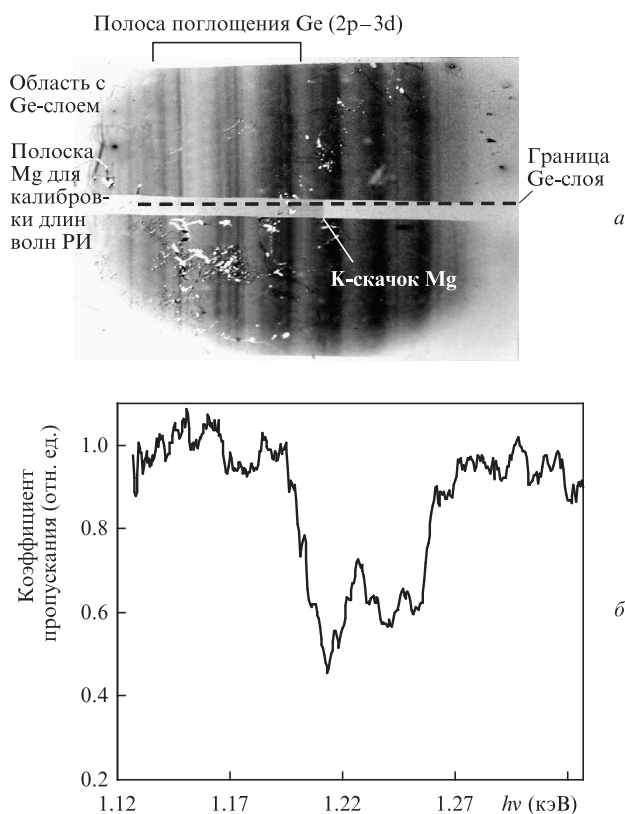 Полоса поглощения Ge (2p–3d)
Область с
Ge-слоем
Полоска
Mg для
калибров-
ки длин
волн РИ
Граница
Ge-слоя
а
К-скачок Mg
Коэффициент
пропускания (отн. ед.)
1.0
0.8
0.6
0.4
0.2
б
1.12
1.17
1.22
1.27
hν (кэВ)